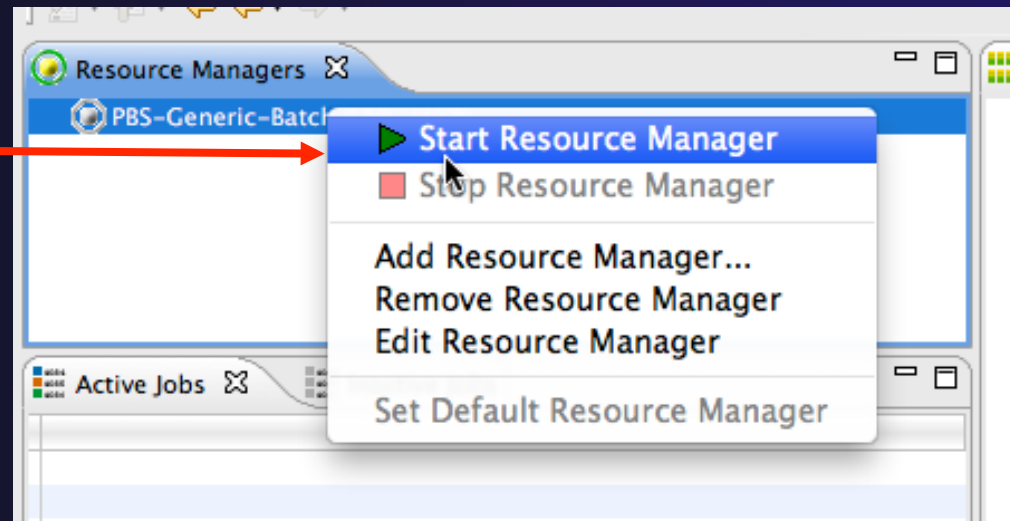 Resource Managers
PBS-Generic-Batch
Start Resource Manager
Stop Resource Manager
Add Resource Manager...
Remove Resource Manager
Edit Resource Manager
Set Default Resource Manager
Active Jobs